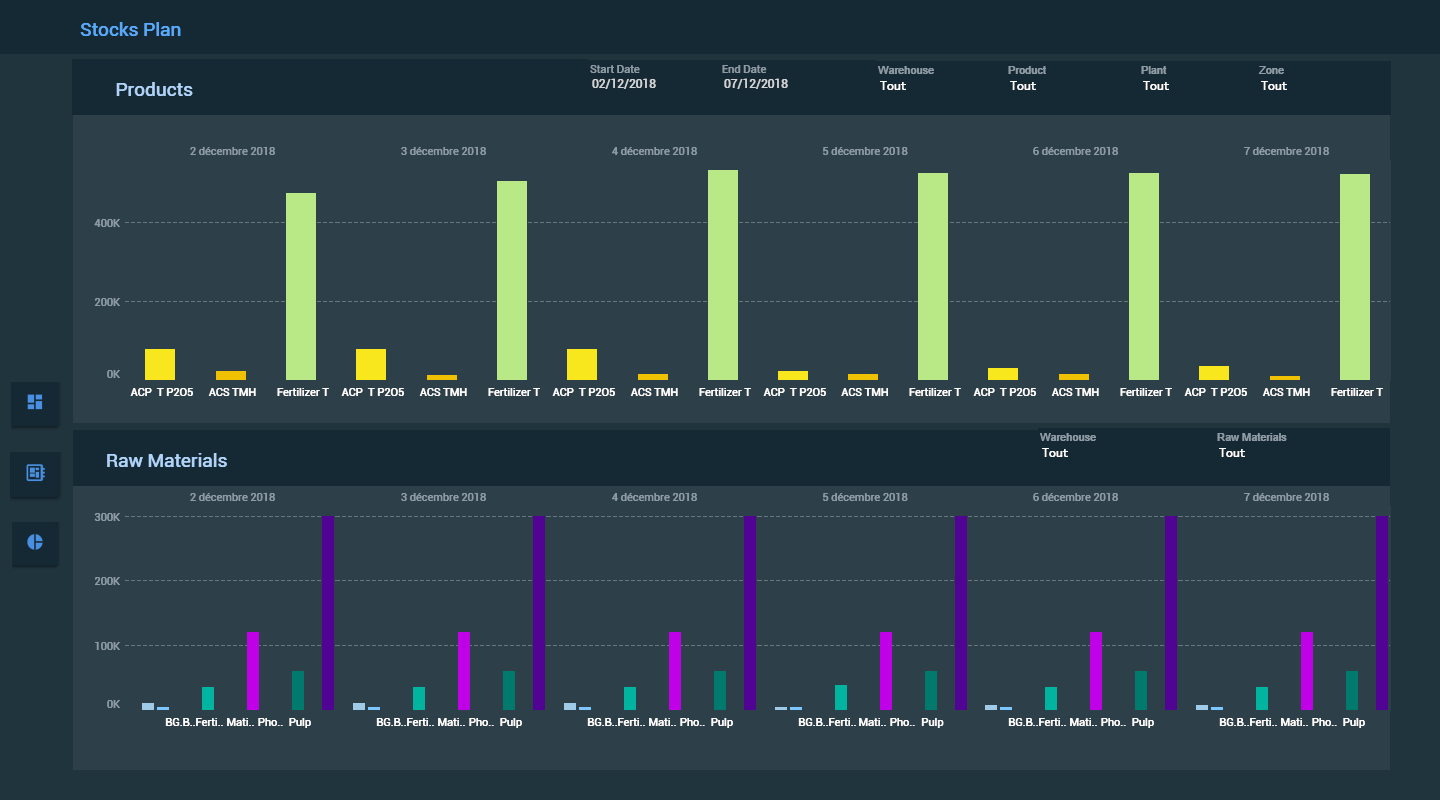 Stocks Plan
Products
Start Date End Date Warehouse Product Plant Zone
02/12/2018 07/12/2018 Tout Tout Tout Tout
2 décembre 2018 3 décembre 2018 4 décembre 2018 5 décembre 2018 6 décembre 2018 7 décembre 2018
400K
200K
0K
ACP T P2O5 ACS TMH Fertilizer T ACP T P2O5 ACS TMH Fertilizer T ACP T P2O5 ACS TMH Fertilizer T ACP T P2O5 ACS TMH Fertilizer T ACP T P2O5 ACS TMH Fertilizer T ACP T P2O5 ACS TMH Fertilizer T
Raw Materials
Warehouse Raw Materials
Tout Tout
2 décembre 2018 3 décembre 2018 4 décembre 2018 5 décembre 2018 6 décembre 2018 7 décembre 2018
300K
200K
100K
0K
BG.B..Ferti.. Mati.. Pho.. Pulp BG.B..Ferti.. Mati.. Pho.. Pulp BG.B..Ferti.. Mati.. Pho.. Pulp BG.B..Ferti.. Mati.. Pho.. Pulp BG.B..Ferti.. Mati.. Pho.. Pulp BG.B..Ferti.. Mati.. Pho.. Pulp